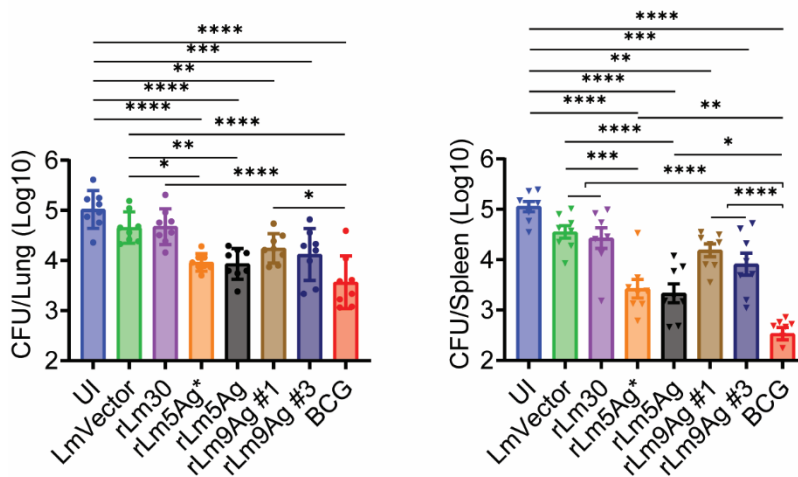 ****
***
**
****
****
****
**
*
****
*
CFU/Lung (Log10)
6
5
4
3
2
UI
LmVector
rLm30
rLm5Ag*
rLm5Ag
rLm9Ag #1
rLm9Ag #3
BCG
****
***
**
****
****
**
****
*
***
****
****
CFU/Spleen (Log10)
6
5
4
3
2
UI
LmVector
rLm30
rLm5Ag*
rLm5Ag
rLm9Ag #1
rLm9Ag #3
BCG